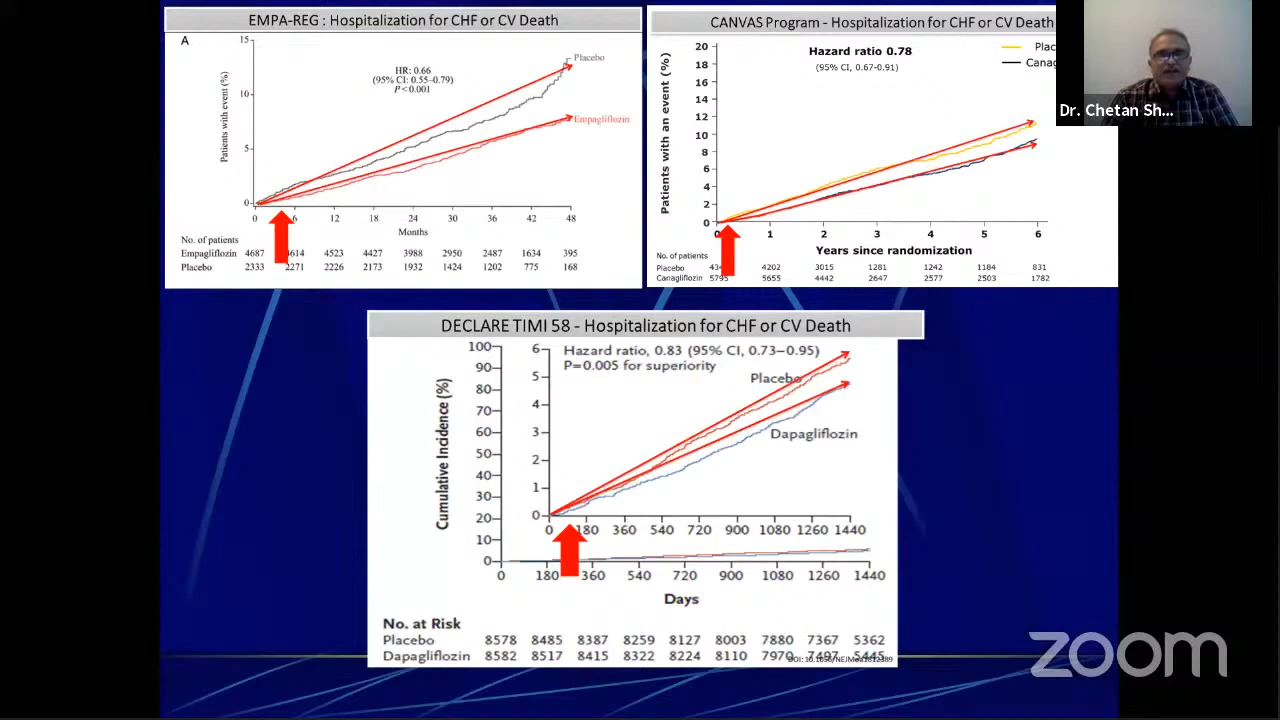 EMPA-REG : Hospitalization for CHF or CV Death
A
15
10
5
0
Patients with event (%)
HR: 0.66
(95% CI: 0.55–0.79)
P<0.001
Placebo
Empagliflozin
0 6 12 18 24 30 36 42 48
Months
No. of patients
Empagliflozin 4687 4614 4523 4427 3988 2950 2487 1634 395
Placebo 2333 2271 2226 2173 1932 1424 1202 775 168
CANVAS Program - Hospitalization for CHF or CV Death
20
18
16
14
12
10
8
6
4
2
0
Patients with an event (%)
Hazard ratio 0.78
(95% CI, 0.67-0.91)
Plac
Canag
0 1 2 3 4 5 6
Years since randomization
No. of patients
Placebo 4202 3015 1281 1242 1184 831
Canagliflozin 5795 5655 4442 2647 2577 2503 1782
Dr. Chetan Sh...
DECLARE TIMI 58 - Hospitalization for CHF or CV Death
100
90
80
70
60
50
40
30
20
10
0
Cumulative Incidence (%)
6
5
4
3
2
1
0
Hazard ratio, 0.83 (95% CI, 0.73–0.95)
P=0.005 for superiority
Placebo
Dapagliflozin
0 180 360 540 720 900 1080 1260 1440
0 180 360 540 720 900 1080 1260 1440
Days
No. at Risk
Placebo 8578 8485 8387 8259 8127 8003 7880 7367 5362
Dapagliflozin 8582 8517 8415 8322 8224 8110 7970 7497 5445
zoom